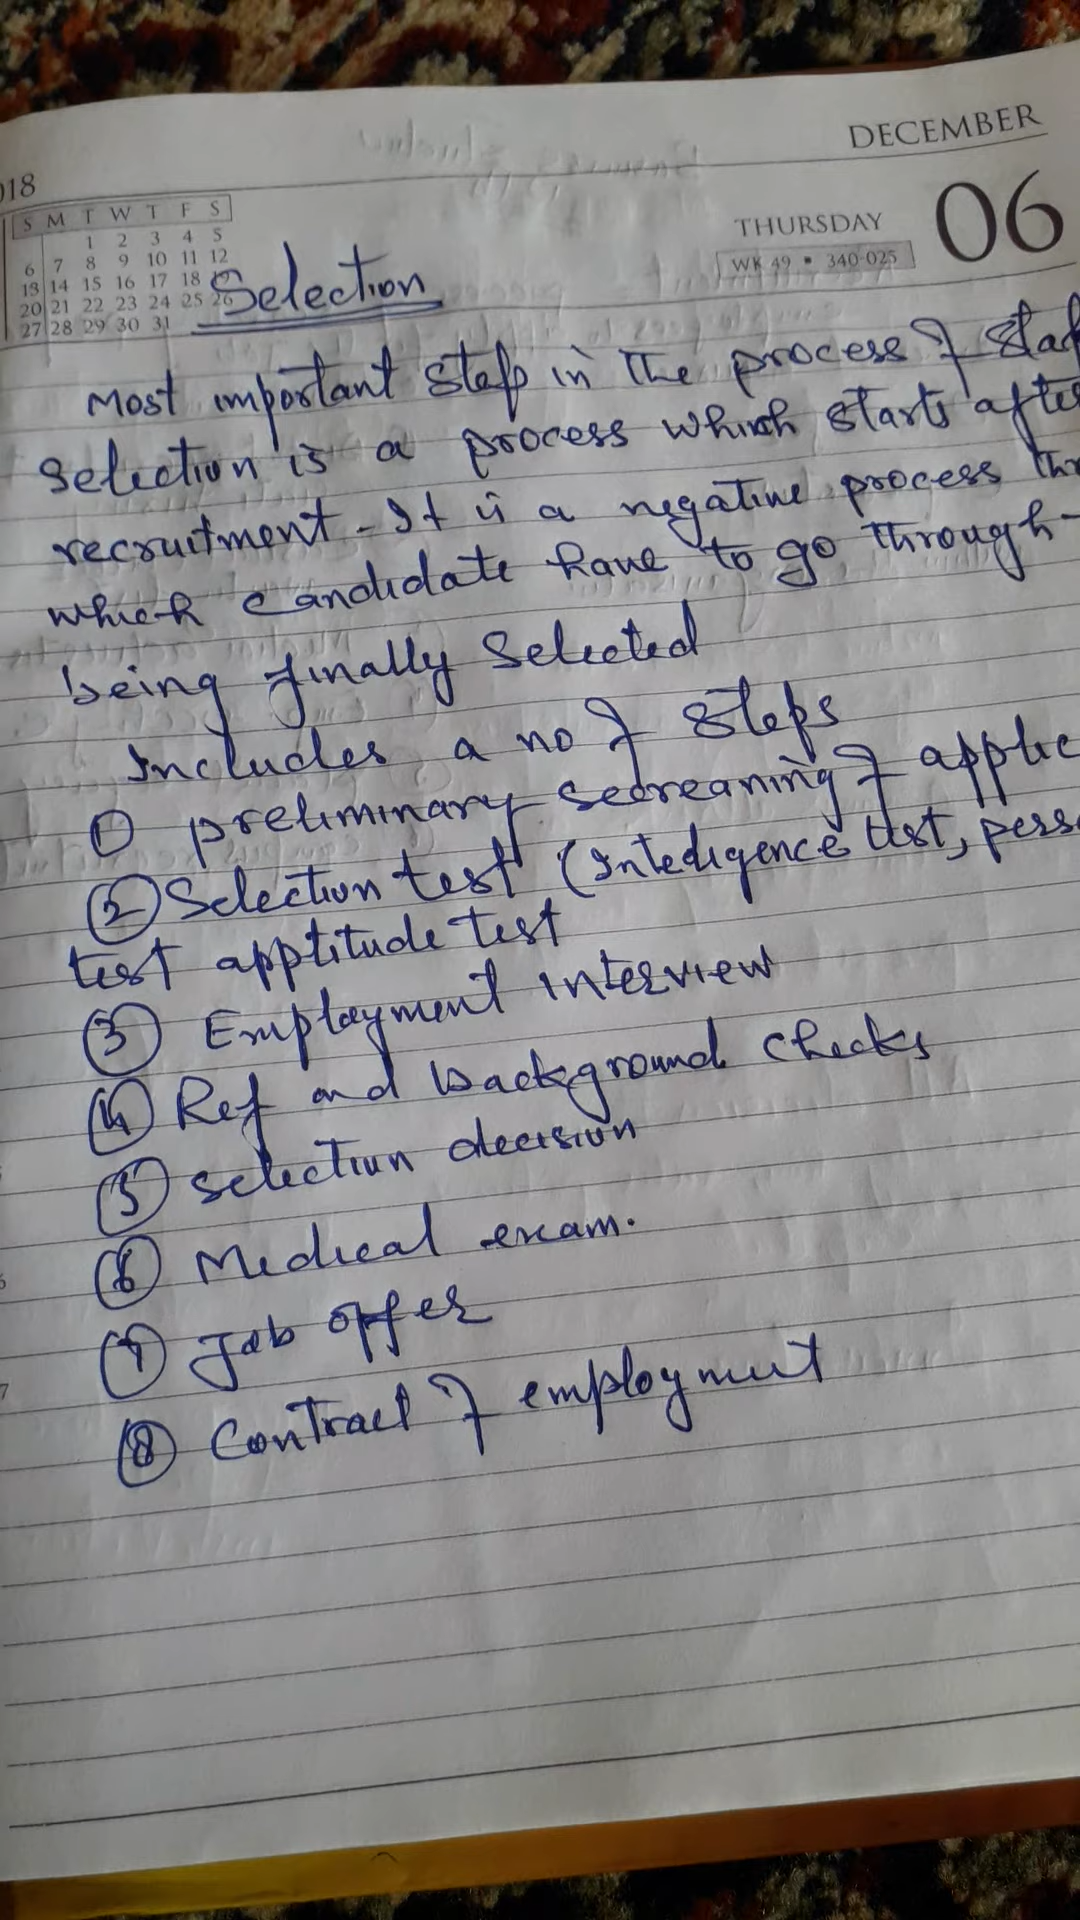 DECEMBER
018
THURSDAY 06
WK 49 • 340-025
S M T W T F S
1 2 3 4 5
6 7 8 9 10 11 12
13 14 15 16 17 18 19
20 21 22 23 24 25 26
27 28 29 30 31
Selection
Most important step in the process of Staf
Selection is a process which starts after
recruitment. It is a negative process thr
which candidate have to go through -
being finally Selected
Includes a no of steps
① preliminary secreaning of applic
② Selection test (Intedigence test, perso
test apptitude test
③ Employment interview
④ Ref and background checks
⑤ selection decision
⑥ Medical exam.
⑦ Job offer
⑧ Contract of employment